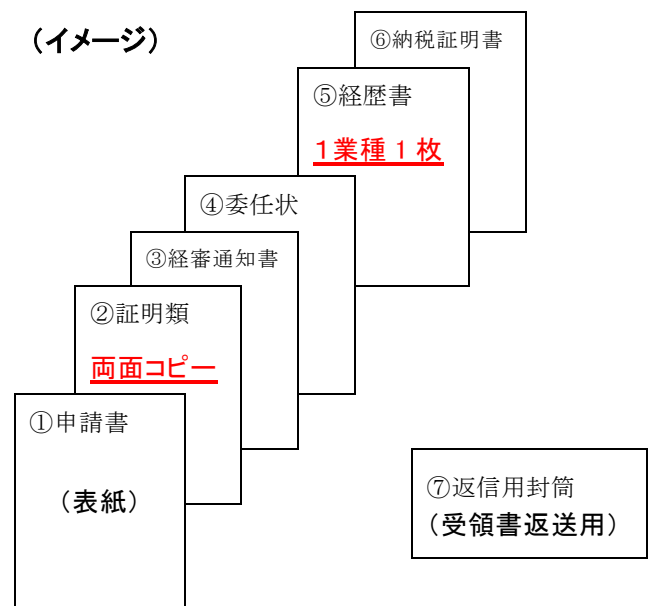 （イメージ）
⑥納税証明書
⑤経歴書
１業種１枚
④委任状
③経審通知書
②証明類
両面コピー
①申請書
（表紙）
⑦返信用封筒
（受領書返送用）